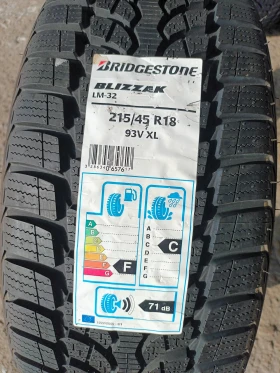 BRIDGESTONE
BLIZZAK
LM-32
215/45 R18
93V XL
A
B
C
D
E
F
G
F
A
B
C
D
E
F
G
C
71 dB